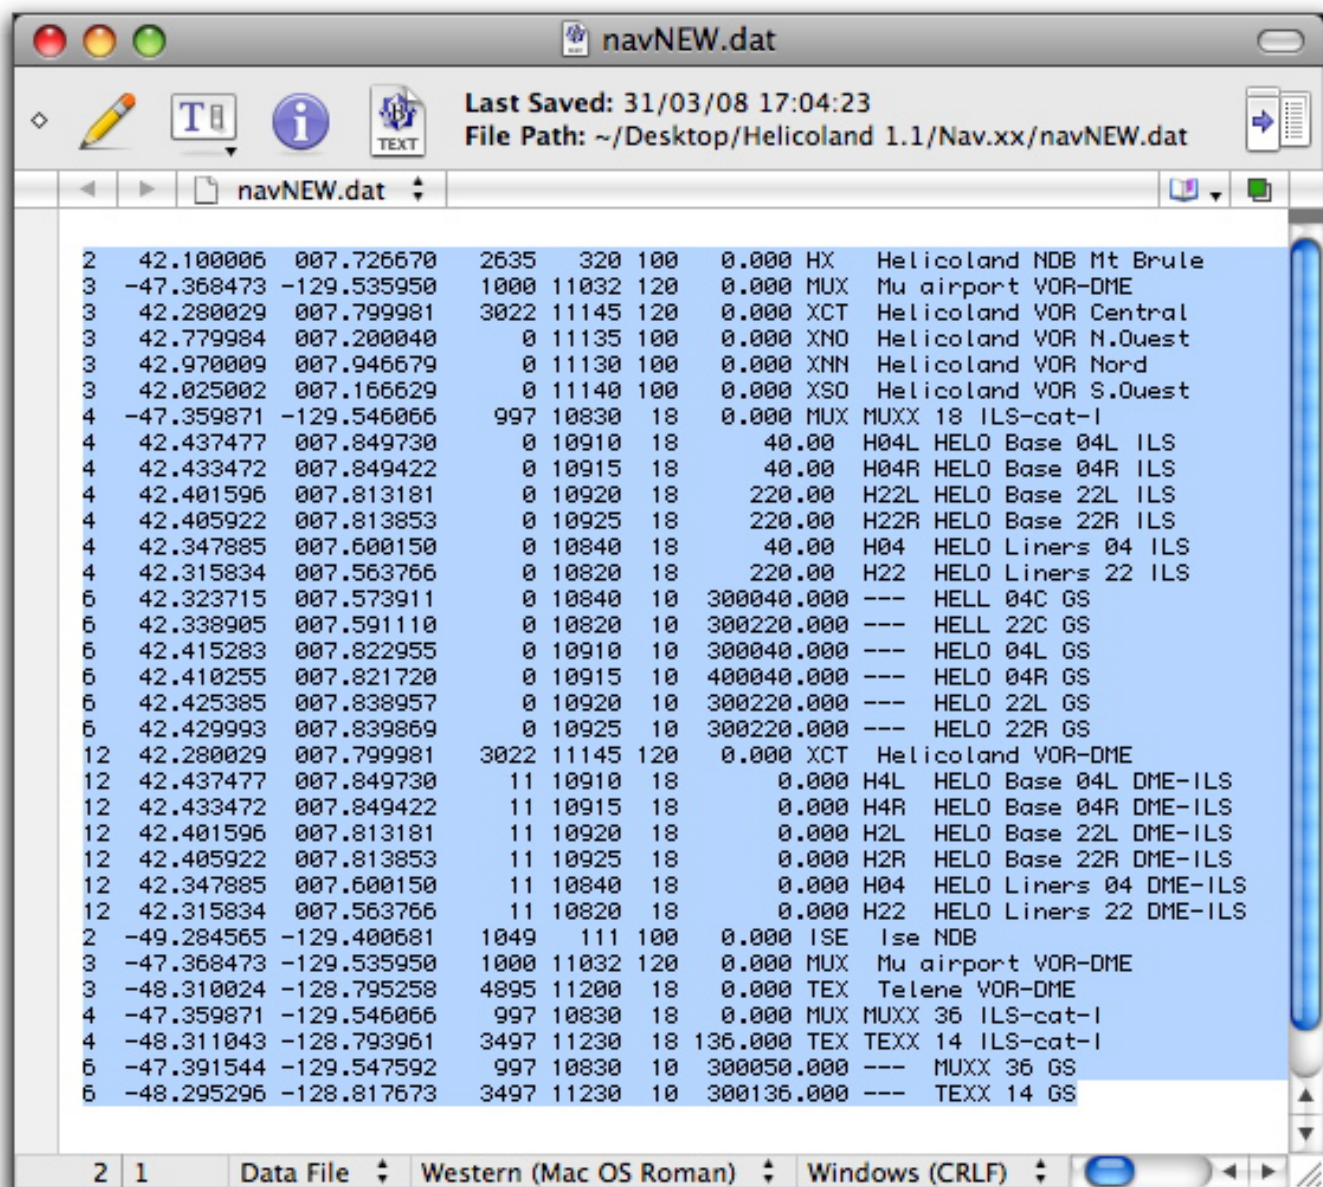 navNEW.dat
Last Saved: 31/03/08 17:04:23
TEXT
File Path: ~/Desktop/Helicoland 1.1/Nav.xx/navNEW.dat
navNEW.dat
2 42.100006 007.726670 2635 320 100 0.000 HX Helicoland NDB Mt Brule
3 -47.368473 -129.535950 1000 11032 120 0.000 MUX Mu airport VOR-DME
3 42.280029 007.799981 3022 11145 120 0.000 XCT Helicoland VOR Central
3 42.779984 007.200040 0 11135 100 0.000 XNO Helicoland VOR N.Ouest
3 42.970009 007.946679 0 11130 100 0.000 XNN Helicoland VOR Nord
3 42.025002 007.166629 0 11140 100 0.000 XSO Helicoland VOR S.Ouest
4 -47.359871 -129.546066 997 10830 18 0.000 MUX MUXX 18 ILS-cat-I
4 42.437477 007.849730 0 10910 18 40.00 H04L HELO Base 04L ILS
4 42.433472 007.849422 0 10915 18 40.00 H04R HELO Base 04R ILS
4 42.401596 007.813181 0 10920 18 220.00 H22L HELO Base 22L ILS
4 42.405922 007.813853 0 10925 18 220.00 H22R HELO Base 22R ILS
4 42.347885 007.600150 0 10840 18 40.00 H04 HELO Liners 04 ILS
4 42.315834 007.563766 0 10820 18 220.00 H22 HELO Liners 22 ILS
6 42.323715 007.573911 0 10840 10 300040.000 --- HELL 04C GS
6 42.338905 007.591110 0 10820 10 300220.000 --- HELL 22C GS
6 42.415283 007.822955 0 10910 10 300040.000 --- HELO 04L GS
6 42.410255 007.821720 0 10915 10 400040.000 --- HELO 04R GS
6 42.425385 007.838957 0 10920 10 300220.000 --- HELO 22L GS
6 42.429993 007.839869 0 10925 10 300220.000 --- HELO 22R GS
12 42.280029 007.799981 3022 11145 120 0.000 XCT Helicoland VOR-DME
12 42.437477 007.849730 11 10910 18 0.000 H4L HELO Base 04L DME-ILS
12 42.433472 007.849422 11 10915 18 0.000 H4R HELO Base 04R DME-ILS
12 42.401596 007.813181 11 10920 18 0.000 H2L HELO Base 22L DME-ILS
12 42.405922 007.813853 11 10925 18 0.000 H2R HELO Base 22R DME-ILS
12 42.347885 007.600150 11 10840 18 0.000 H04 HELO Liners 04 DME-ILS
12 42.315834 007.563766 11 10820 18 0.000 H22 HELO Liners 22 DME-ILS
2 -49.284565 -129.400681 1049 111 100 0.000 ISE Ise NDB
3 -47.368473 -129.535950 1000 11032 120 0.000 MUX Mu airport VOR-DME
3 -48.310024 -128.795258 4895 11200 18 0.000 TEX Telene VOR-DME
4 -47.359871 -129.546066 997 10830 18 0.000 MUX MUXX 36 ILS-cat-I
4 -48.311043 -128.793961 3497 11230 18 136.000 TEX TEXX 14 ILS-cat-I
6 -47.391544 -129.547592 997 10830 10 300050.000 --- MUXX 36 GS
6 -48.295296 -128.817673 3497 11230 10 300136.000 --- TEXX 14 GS
2 1 Data File Western (Mac OS Roman) Windows (CRLF)